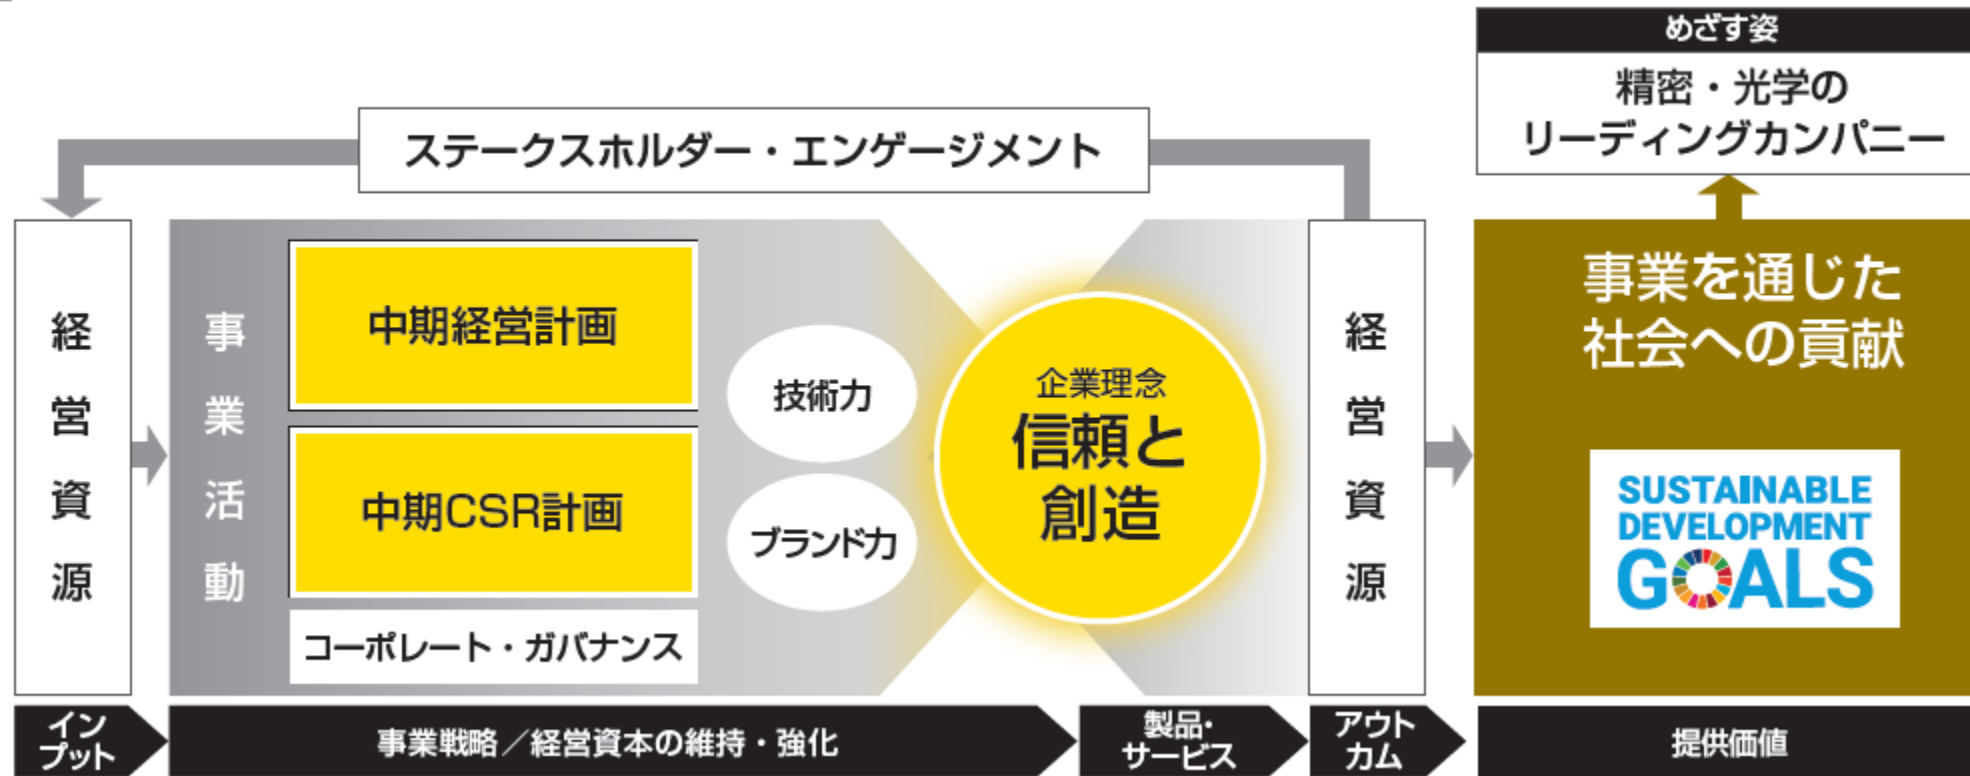 めざす姿
精密・光学の
リーディングカンパニー
ステークスホルダー・エンゲージメント
経営資源
事業活動
中期経営計画
中期CSR計画
コーポレート・ガバナンス
技術力
ブランド力
企業理念
信頼と
創造
経営資源
事業を通じた
社会への貢献
SUSTAINABLE
DEVELOPMENT
GOALS
イン
プット
事業戦略／経営資本の維持・強化
製品・
サービス
アウト
カム
提供価値